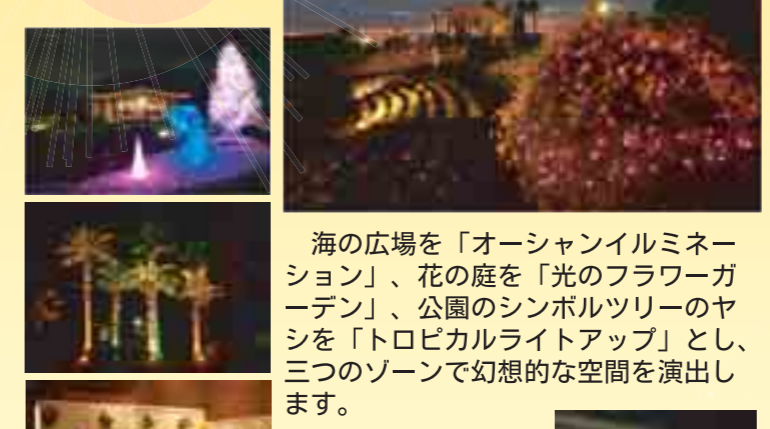 海の広場を「オーシャンイルミネー
ション」、花の庭を「光のフラワーガ
ーデン」、公園のシンボルツリーのヤ
シを「トロピカルライトアップ」とし、
三つのゾーンで幻想的な空間を演出し
ます。